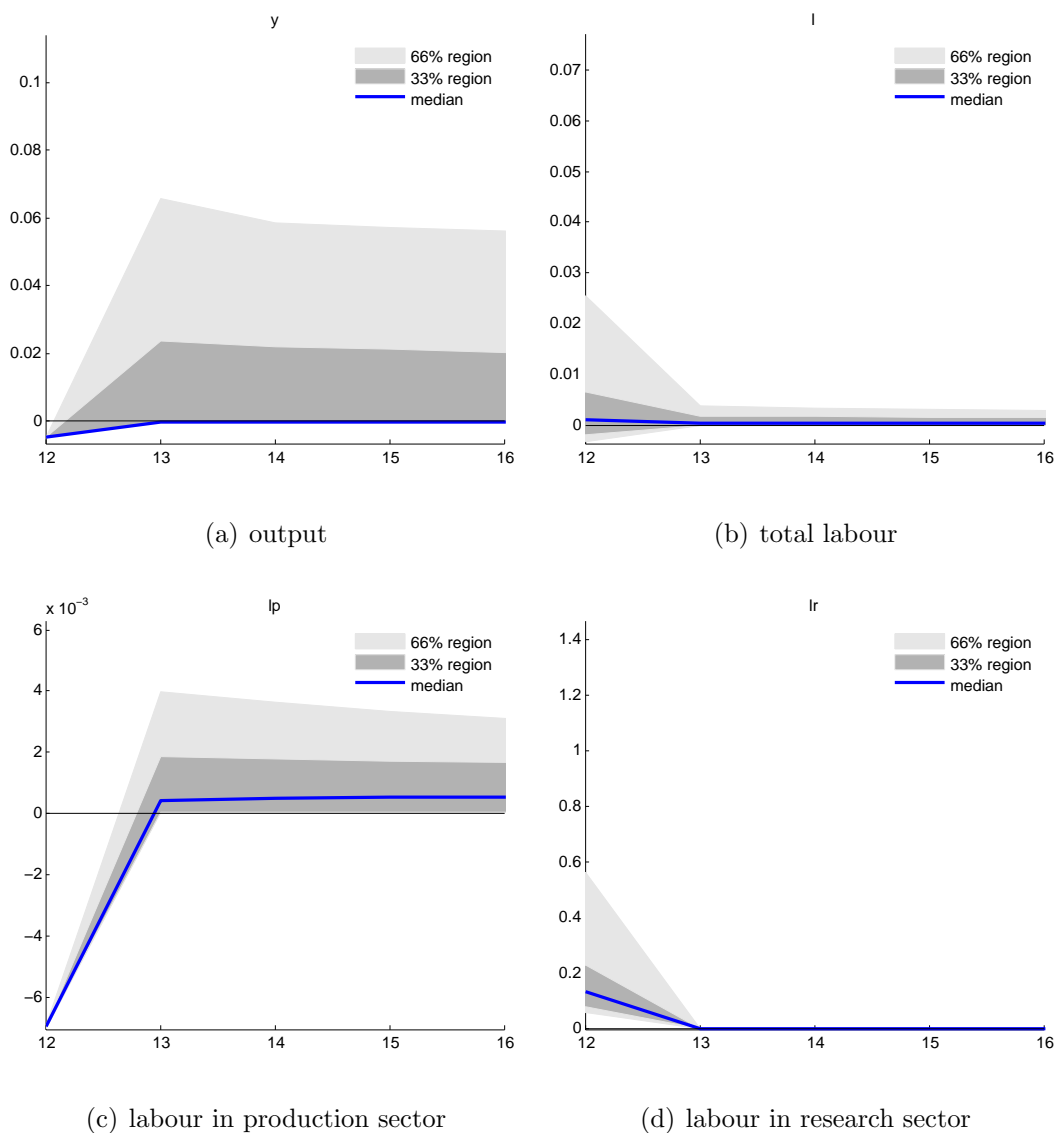 y
0.1
0.08
0.06
0.04
0.02
0
12
13
14
15
16
66% region
33% region
median
(a) output
l
0.07
0.06
0.05
0.04
0.03
0.02
0.01
0
12
13
14
15
16
66% region
33% region
median
(b) total labour
x 10⁻³
lp
6
4
2
0
−2
−4
−6
12
13
14
15
16
66% region
33% region
median
(c) labour in production sector
lr
1.4
1.2
1
0.8
0.6
0.4
0.2
0
12
13
14
15
16
66% region
33% region
median
(d) labour in research sector